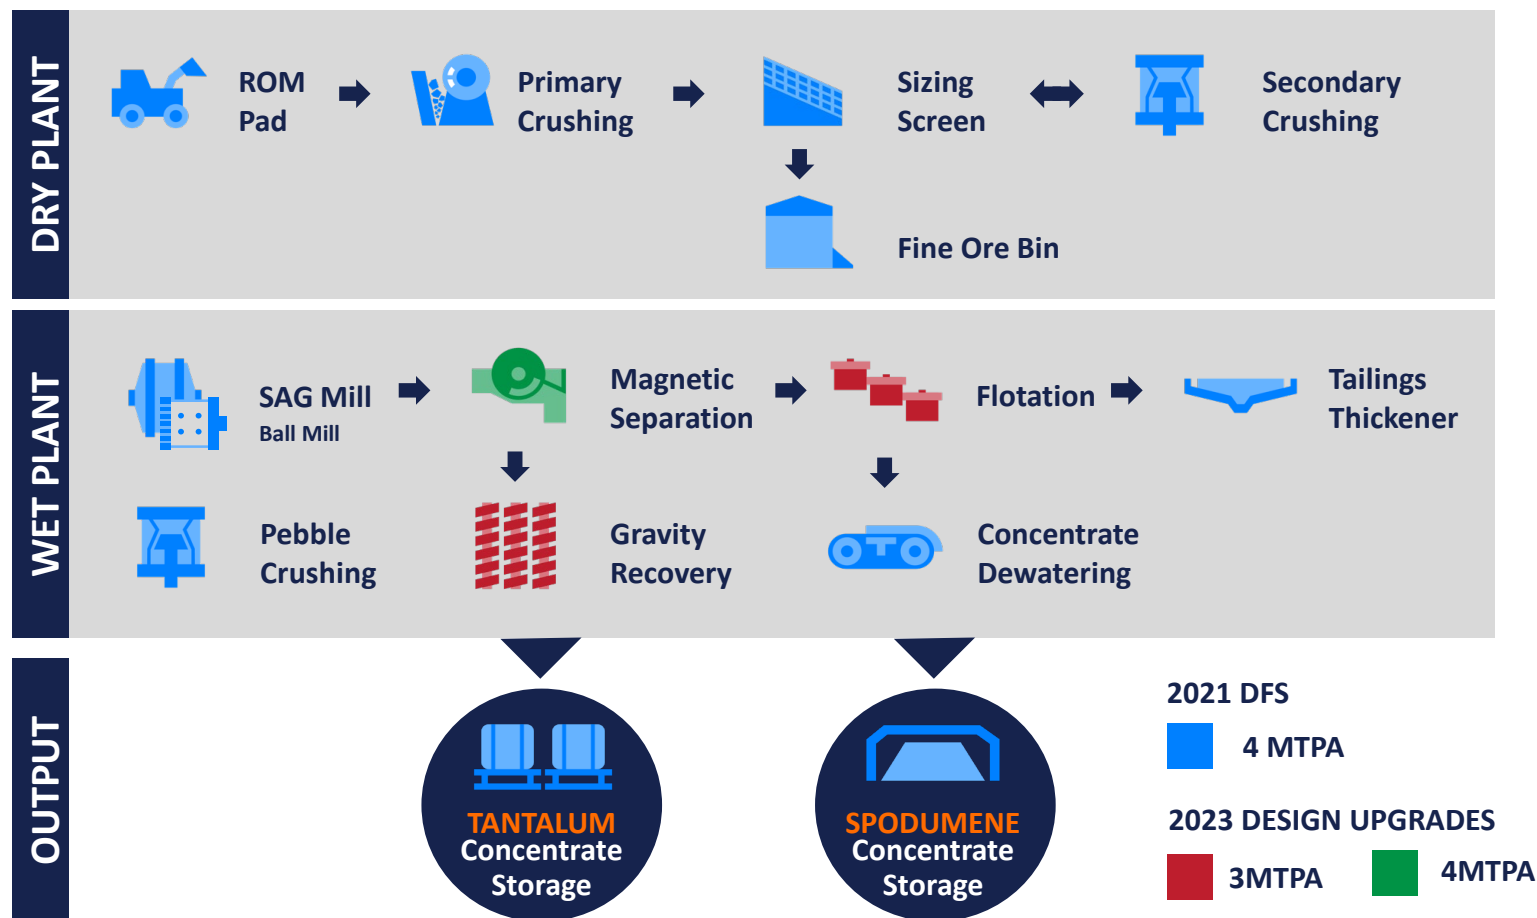 DRY PLANT
ROM
Pad
Primary
Crushing
Sizing
Screen
Secondary
Crushing
Fine Ore Bin
WET PLANT
SAG Mill
Ball Mill
Magnetic
Separation
Flotation
Tailings
Thickener
Pebble
Crushing
Gravity
Recovery
Concentrate
Dewatering
OUTPUT
TANTALUM
Concentrate
Storage
SPODUMENE
Concentrate
Storage
2021 DFS
4 MTPA
2023 DESIGN UPGRADES
3MTPA
4MTPA